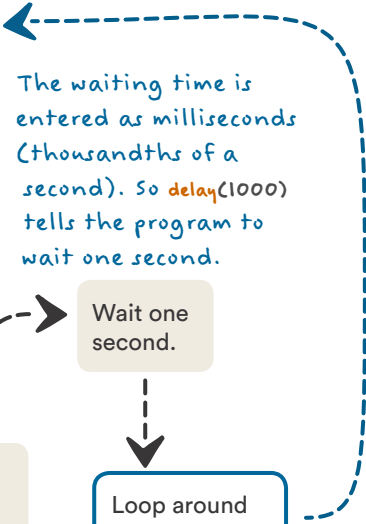 The waiting time is
entered as milliseconds
(thousandths of a
second). So delay(1000)
tells the program to
wait one second.
Wait one
second.
Loop around